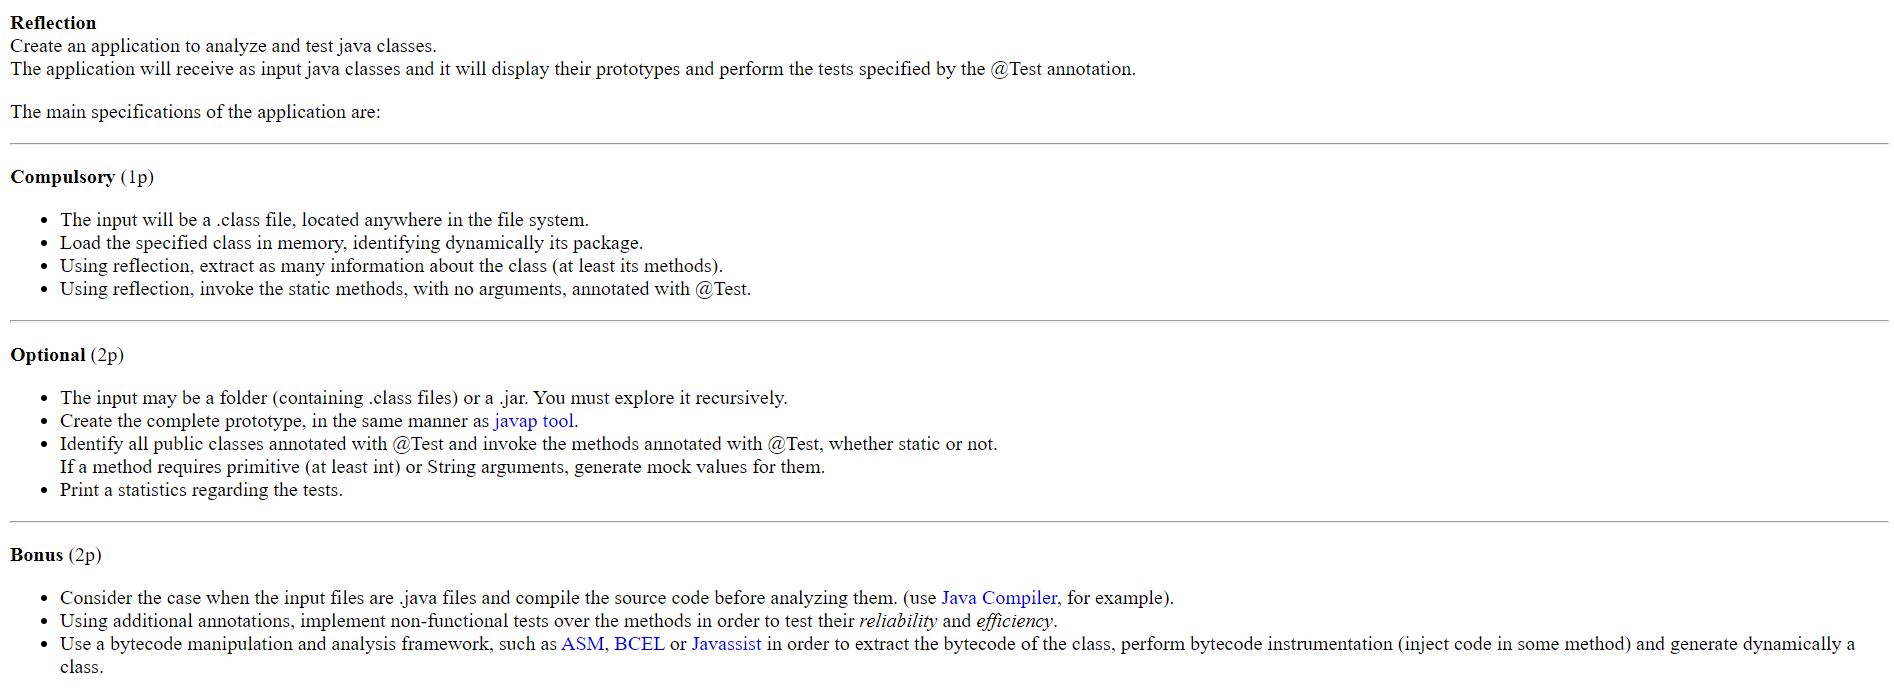 Reflection
Create an application to analyze and test java classes.
The application will receive as input java classes and it will display their prototypes and perform the tests specified by the @Test annotation.
The main specifications of the application are:
Compulsory (1p)
• The input will be a .class file, located anywhere in the file system.
• Load the specified class in memory, identifying dynamically its package.
• Using reflection, extract as many information about the class (at least its methods).
• Using reflection, invoke the static methods, with no arguments, annotated with @Test.
Optional (2p)
• The input may be a folder (containing .class files) or a .jar. You must explore it recursively.
• Create the complete prototype, in the same manner as javap tool.
• Identify all public classes annotated with @Test and invoke the methods annotated with @Test, whether static or not.
If a method requires primitive (at least int) or String arguments, generate mock values for them.
• Print a statistics regarding the tests.
Bonus (2p)
• Consider the case when the input files are .java files and compile the source code before analyzing them. (use Java Compiler, for example).
• Using additional annotations, implement non-functional tests over the methods in order to test their reliability and efficiency.
• Use a bytecode manipulation and analysis framework, such as ASM, BCEL or Javassist in order to extract the bytecode of the class, perform bytecode instrumentation (inject code in some method) and generate dynamically a
class.